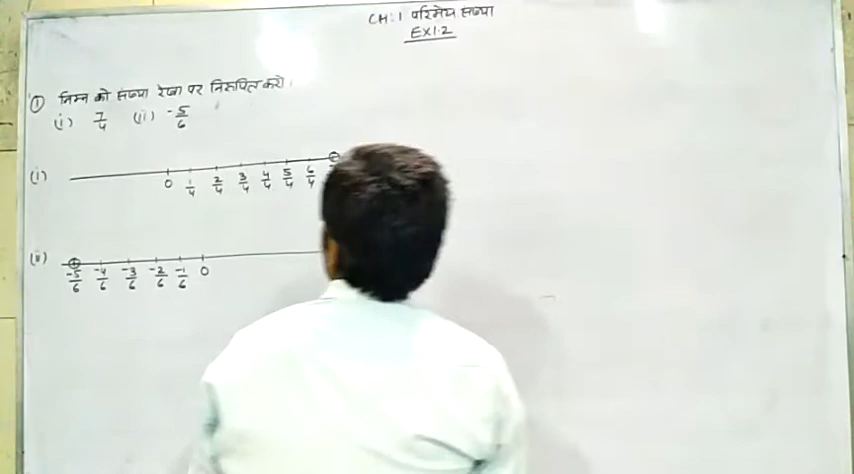 CH:1 परिमेय संख्या
EX1.2
① निम्न को संख्या रेखा पर निरूपित करो।
(i) 7/4 (ii) -5/6
(i) 0 1/4 2/4 3/4 4/4 5/4 6/4
(ii) -5/6 -4/6 -3/6 -2/6 -1/6 0